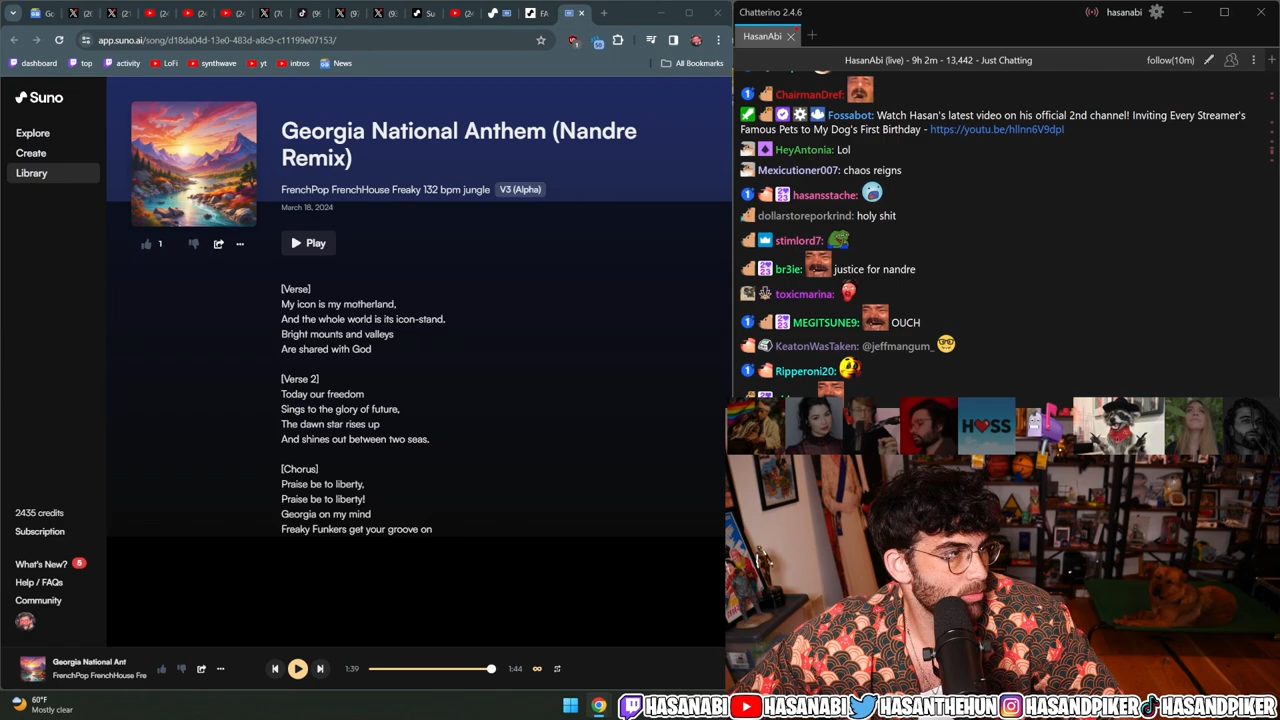 Chatterino 2.4.6
hasanabi
app.suno.ai/song/d18da04d-13e0-483d-a8c9-c11199e07153/
HasanAbi
dashboard
top
activity
LoFi
synthwave
yt
intros
News
All Bookmarks
HasanAbi (live) - 9h 2m - 13,442 - Just Chatting
follow(10m)
Suno
Explore
Create
Library
Georgia National Anthem (Nandre
Remix)
FrenchPop FrenchHouse Freaky 132 bpm jungle
V3 (Alpha)
March 18, 2024
1
Play
[Verse]
My icon is my motherland,
And the whole world is its icon-stand.
Bright mounts and valleys
Are shared with God
[Verse 2]
Today our freedom
Sings to the glory of future,
The dawn star rises up
And shines out between two seas.
[Chorus]
Praise be to liberty,
Praise be to liberty!
Georgia on my mind
Freaky Funkers get your groove on
2435 credits
Subscription
What's New?
Help / FAQs
Community
Georgia National Ant
FrenchPop FrenchHouse Fre
1:39
1:44
60°F
Mostly clear
ChairmanDref:
Fossabot: Watch Hasan's latest video on his official 2nd channel! Inviting Every Streamer's
Famous Pets to My Dog's First Birthday - https://youtu.be/hllnn6V9dpI
HeyAntonia: Lol
Mexicutioner007: chaos reigns
hasansstache:
dollarstoreporkrind: holy shit
stimlord7:
br3ie: justice for nandre
toxicmarina:
MEGITSUNE9: OUCH
KeatonWasTaken: @jeffmangum_
Ripperoni20:
HOSS
HASANABI
HASANABI
HASANTHEHUN
HASANDPIKER
HASANDPIKER